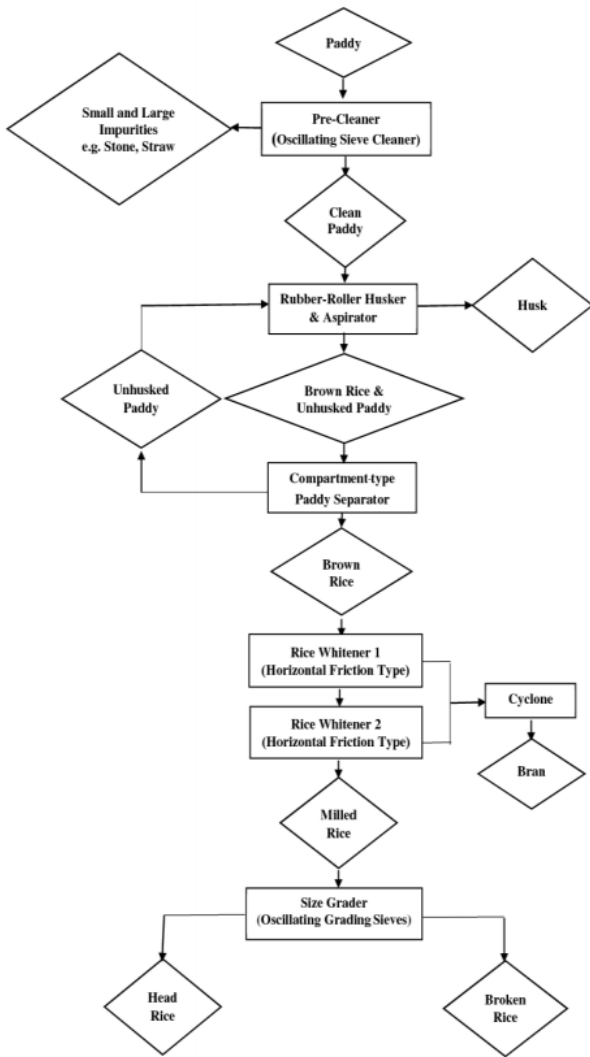 Paddy
Small and Large
Impurities
e.g. Stone, Straw
Pre-Cleaner
(Oscillating Sieve Cleaner)
Clean
Paddy
Rubber-Roller Husker
& Aspirator
Husk
Unhusked
Paddy
Brown Rice &
Unhusked Paddy
Compartment-type
Paddy Separator
Brown
Rice
Rice Whitener 1
(Horizontal Friction Type)
Cyclone
Rice Whitener 2
(Horizontal Friction Type)
Bran
Milled
Rice
Size Grader
(Oscillating Grading Sieves)
Head
Rice
Broken
Rice